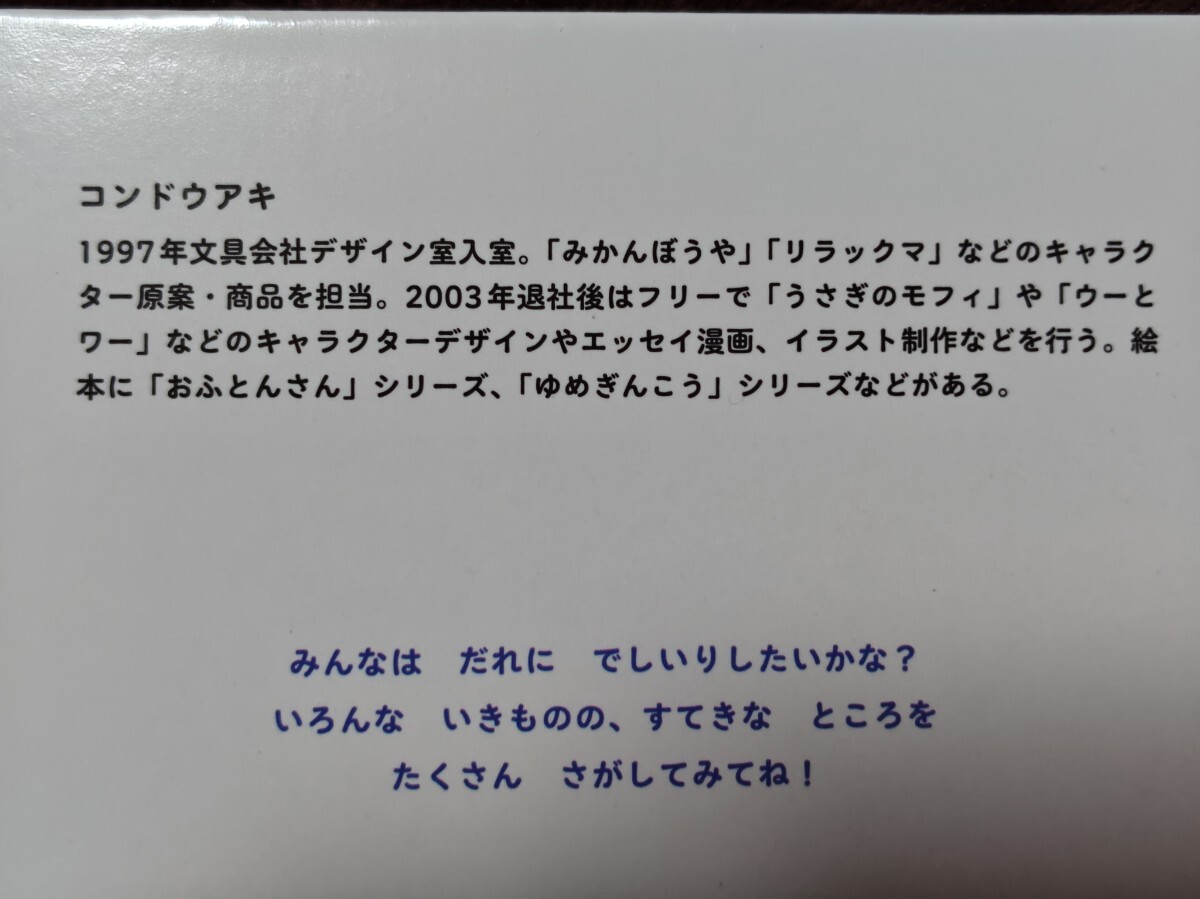 コンドウアキ
1997年文具会社デザイン室入室。「みかんぼうや」「リラックマ」などのキャラク
ター原案・商品を担当。2003年退社後はフリーで「うさぎのモフィ」や「ウーと
ワー」などのキャラクターデザインやエッセイ漫画、イラスト制作などを行う。絵
本に「おふとんさん」シリーズ、「ゆめぎんこう」シリーズなどがある。
みんなは　だれに　でしいりしたいかな？
いろんな　いきものの、すてきな　ところを
たくさん　さがしてみてね！